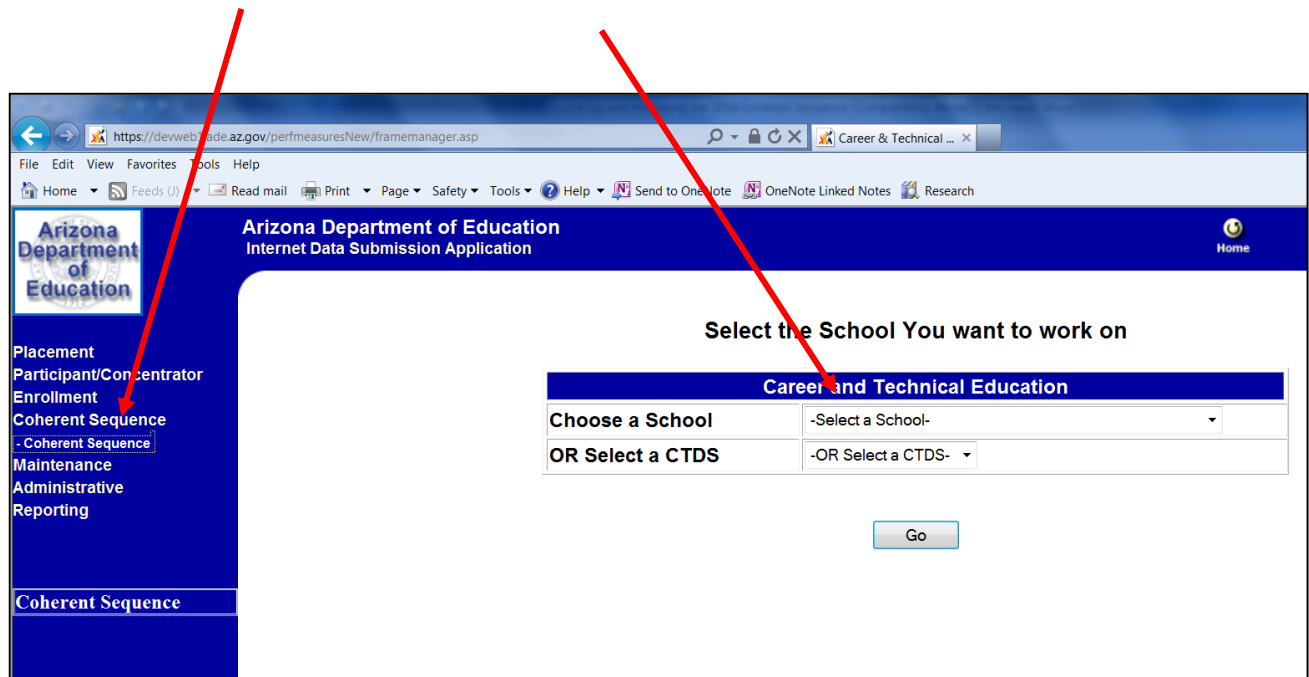 https://devweb1.ade.az.gov/perfmeasuresNew/framemanager.asp
Career & Technical ...
File Edit View Favorites Tools Help
Home Feeds (J) Read mail Print Page Safety Tools Help Send to OneNote OneNote Linked Notes Research
Arizona
Department
of
Education
Arizona Department of Education
Internet Data Submission Application
Home
Placement
Participant/Concentrator
Enrollment
Coherent Sequence
- Coherent Sequence
Maintenance
Administrative
Reporting
Coherent Sequence
Select the School You want to work on
Career and Technical Education
Choose a School -Select a School-
OR Select a CTDS -OR Select a CTDS-
Go